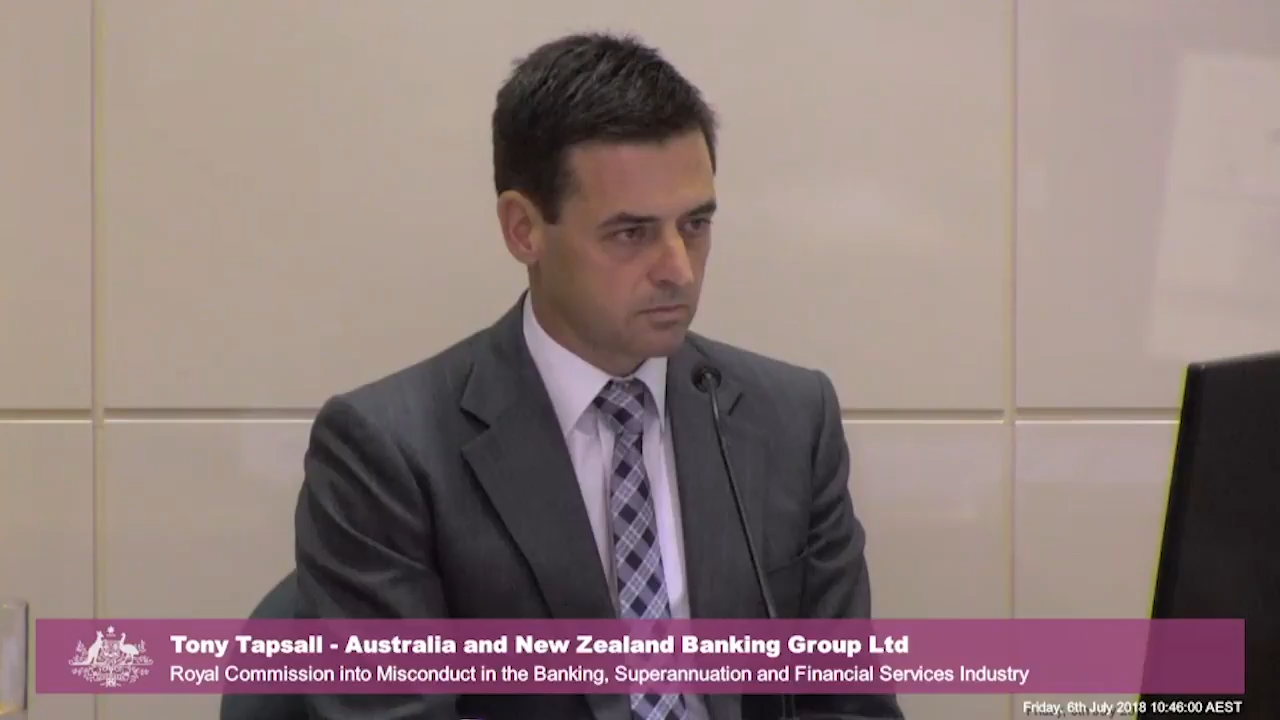 Tony Tapsall - Australia and New Zealand Banking Group Ltd
Royal Commission into Misconduct in the Banking, Superannuation and Financial Services Industry
Friday, 6th July 2018 10:46:00 AEST